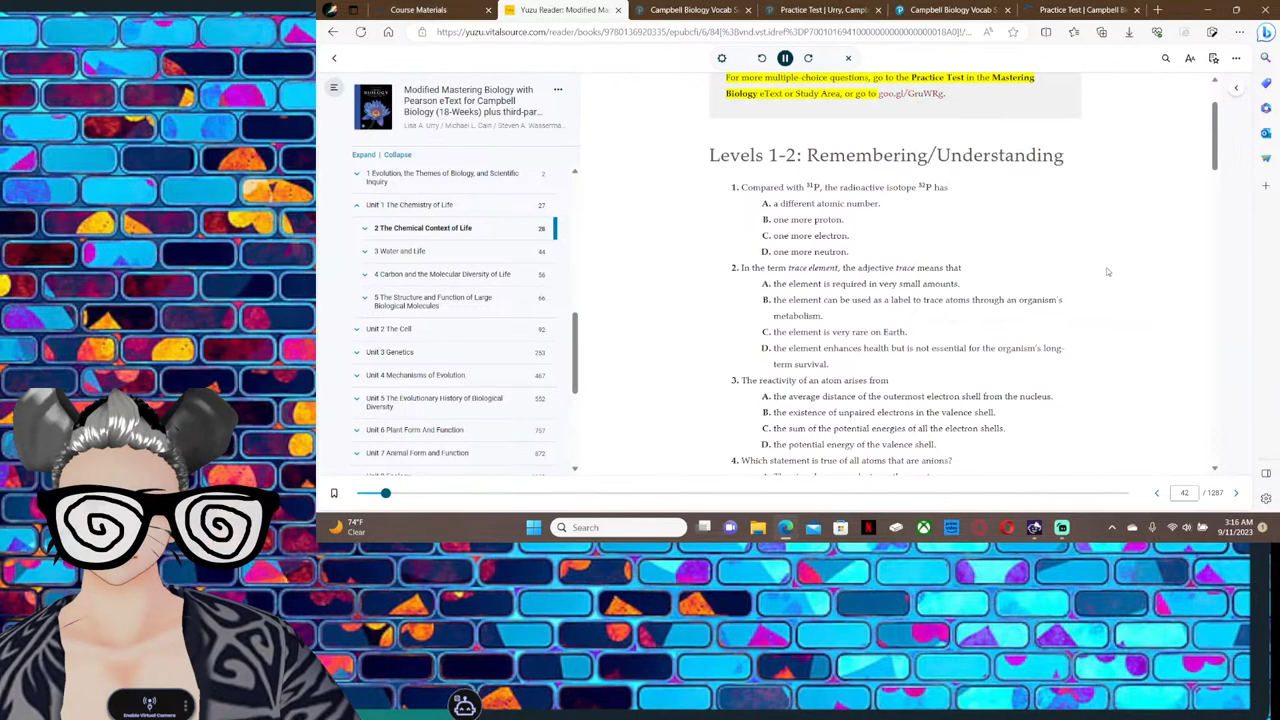 Course Materials
Yuzu Reader: Modified Ma
Campbell Biology Vocab S
Practice Test | Campbell
Campbell Biology Vocab S
Practice Test | Campbell Bi
https://yuzu.vitalsource.com/reader/books/9780136920335/epubcfi/6/84
Modified Mastering Biology with
Pearson eText for Campbell
Biology (18-Weeks) plus third-par...
Lisa A. Urry / Michael L. Cain / Steven A. Wasserma...
Expand | Collapse
1 Evolution, the Themes of Biology, and Scientific
Inquiry 2
Unit 1 The Chemistry of Life 27
2 The Chemical Context of Life 28
3 Water and Life 44
4 Carbon and the Molecular Diversity of Life 56
5 The Structure and Function of Large
Biological Molecules 66
Unit 2 The Cell 92
Unit 3 Genetics 253
Unit 4 Mechanisms of Evolution 467
Unit 5 The Evolutionary History of Biological
Diversity 552
Unit 6 Plant Form And Function 757
Unit 7 Animal Form and Function 872
For more multiple-choice questions, go to the Practice Test in the Mastering
Biology eText or Study Area, or go to goo.gl/GruWRg.
Levels 1-2: Remembering/Understanding
1. Compared with ³¹P, the radioactive isotope ³²P has
A. a different atomic number.
B. one more proton.
C. one more electron.
D. one more neutron.
2. In the term trace element, the adjective trace means that
A. the element is required in very small amounts.
B. the element can be used as a label to trace atoms through an organism's
metabolism.
C. the element is very rare on Earth.
D. the element enhances health but is not essential for the organism's long-
term survival.
3. The reactivity of an atom arises from
A. the average distance of the outermost electron shell from the nucleus.
B. the existence of unpaired electrons in the valence shell.
C. the sum of the potential energies of all the electron shells.
D. the potential energy of the valence shell.
4. Which statement is true of all atoms that are anions?
42 / 1287
74°F
Clear
Search
3:16 AM
9/11/2023
Enable Virtual Camera